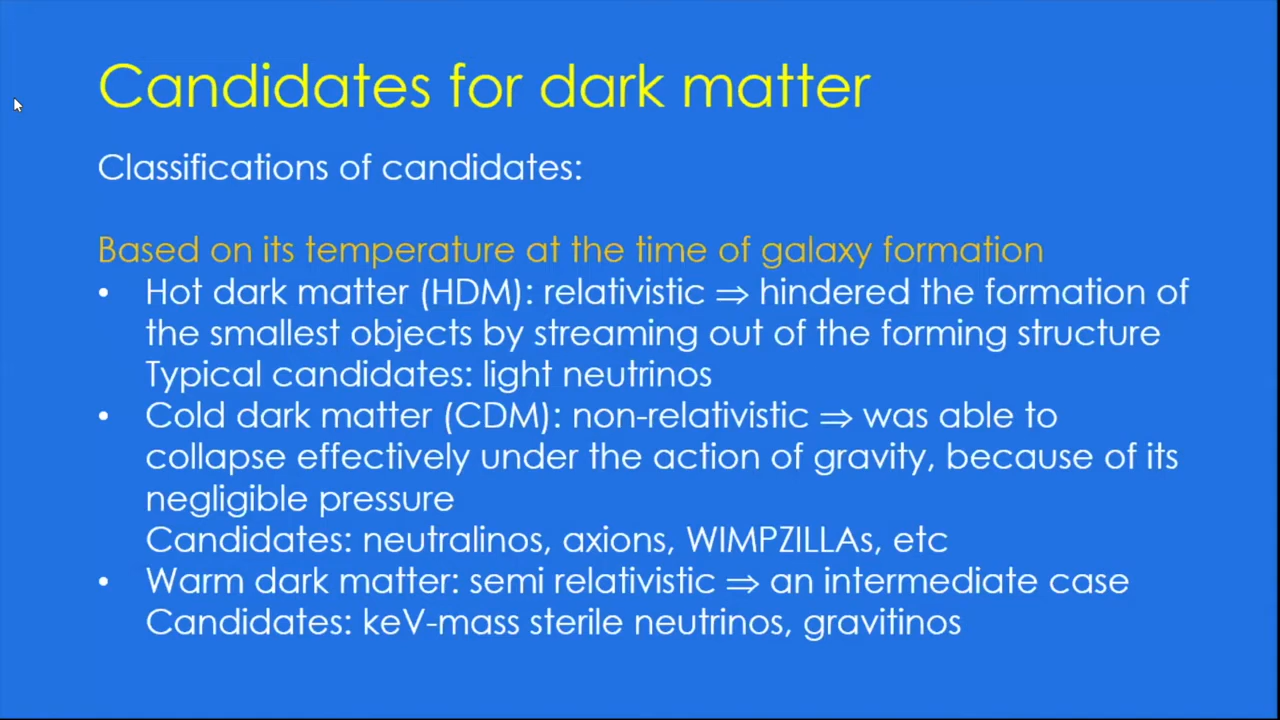 Candidates for dark matter
Classifications of candidates:
Based on its temperature at the time of galaxy formation
• Hot dark matter (HDM): relativistic ⇒ hindered the formation of
the smallest objects by streaming out of the forming structure
Typical candidates: light neutrinos
• Cold dark matter (CDM): non-relativistic ⇒ was able to
collapse effectively under the action of gravity, because of its
negligible pressure
Candidates: neutralinos, axions, WIMPZILLAs, etc
• Warm dark matter: semi relativistic ⇒ an intermediate case
Candidates: keV-mass sterile neutrinos, gravitinos